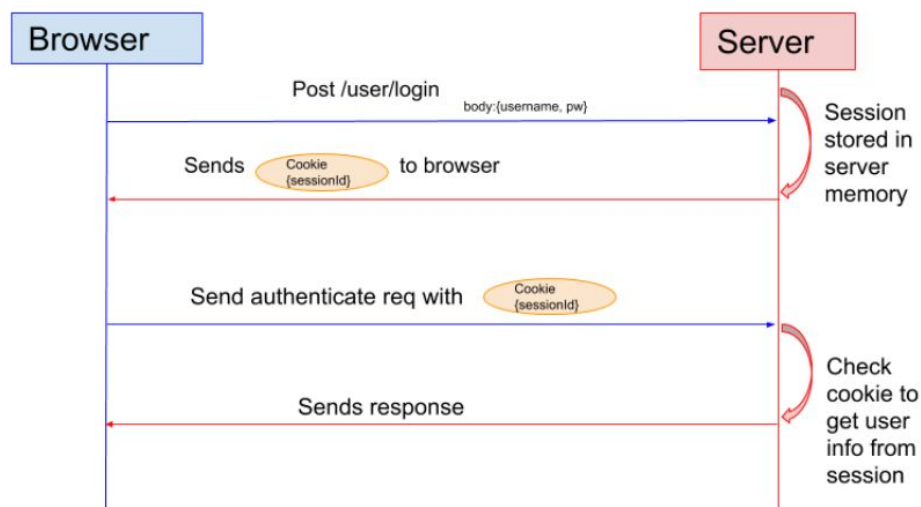 Browser
Server
Post /user/login
body:{username, pw}
Session
stored in
server
memory
Sends Cookie to browser
{sessionId}
Send authenticate req with Cookie
{sessionId}
Check
cookie to
get user
info from
session
Sends response